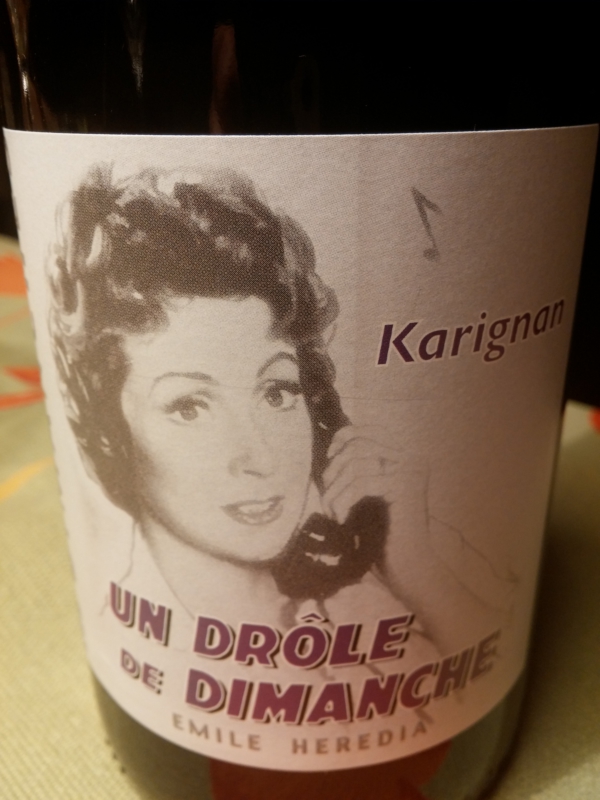 Karignan
UN DRÔLE
DE DIMANCHE
EMILE HEREDIA